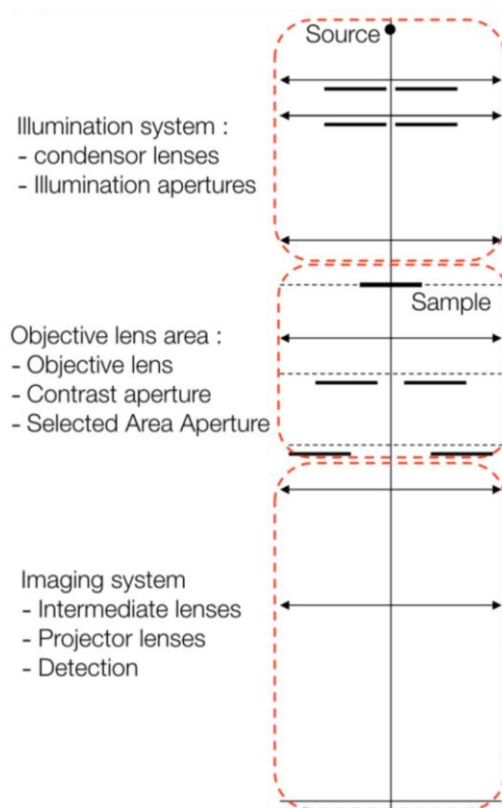 Source
Illumination system :
- condensor lenses
- Illumination apertures
Sample
Objective lens area :
- Objective lens
- Contrast aperture
- Selected Area Aperture
Imaging system
- Intermediate lenses
- Projector lenses
- Detection